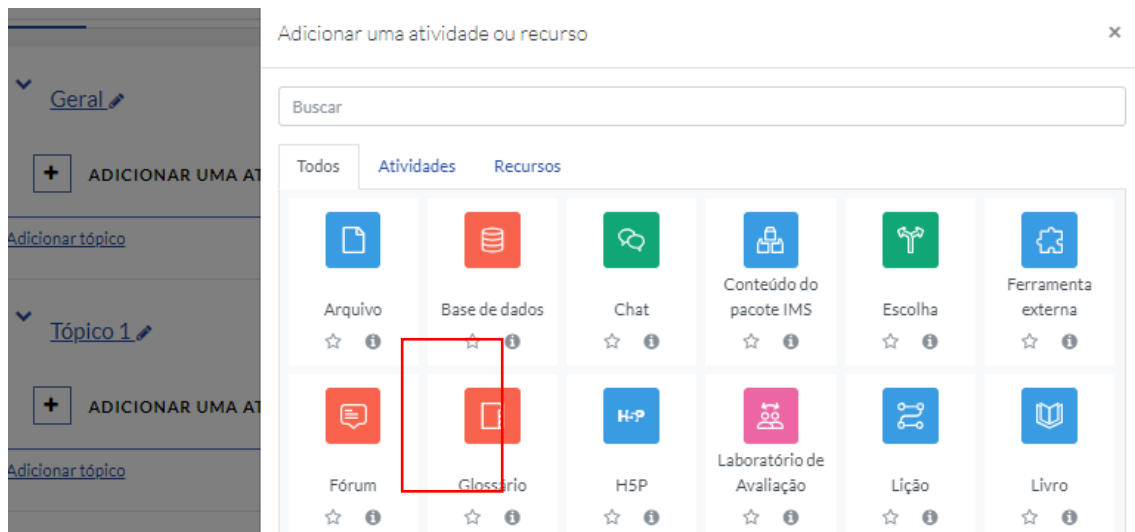 Adicionar uma atividade ou recurso ×
Geral
Buscar
ADICIONAR UMA AT
Todos Atividades Recursos
Adicionar tópico
Arquivo Base de dados Chat Conteúdo do pacote IMS Escolha Ferramenta externa
Tópico 1
ADICIONAR UMA AT
H5P
Adicionar tópico
Fórum Glossário H5P Laboratório de Avaliação Lição Livro